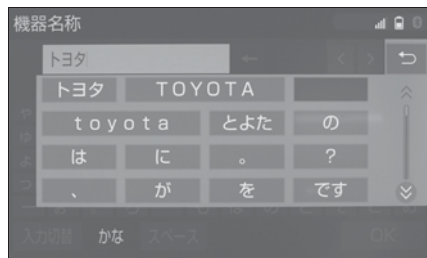 機器名称
トヨタ
トヨタ TOYOTA
toyota とよた の
は に 。 ?
、 が を です
入力切替 かな スペース OK